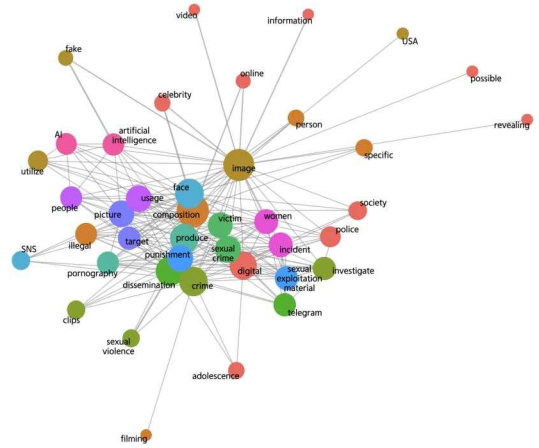 video
information
USA
fake
online
possible
celebrity
revealing
person
AI
artificial
intelligence
specific
utilize
image
face
people
usage
society
picture
composition
victim
women
police
illegal
target
produce
SNS
punishment
sexual
crime
incident
pornography
digital
sexual
exploitation
material
investigate
dissemination
crime
clips
telegram
sexual
violence
adolescence
filming